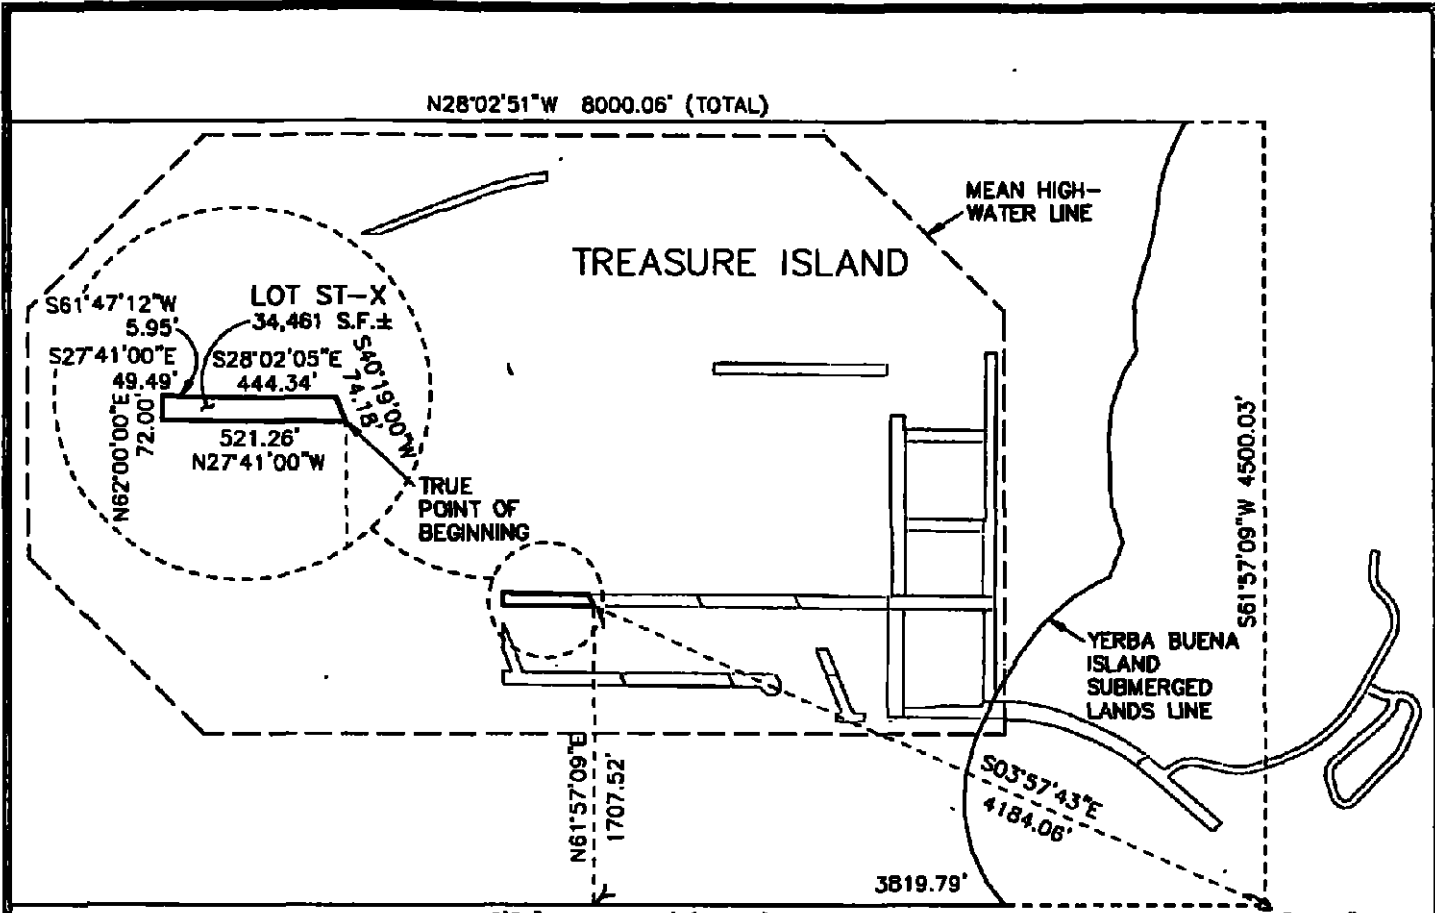 N28°02'51"W 8000.06' (TOTAL)
MEAN HIGH-
WATER LINE
TREASURE ISLAND
S61°47'12"W
5.95'
LOT ST-X
34,461 S.F.±
S27°41'00"E
49.49'
S28°02'05"E
444.34'
S40°19'00"W
74.18'
N62°00'00"E
72.00'
521.26'
N27°41'00"W
TRUE
POINT OF
BEGINNING
S61°57'09"W 4500.03'
YERBA BUENA
ISLAND
SUBMERGED
LANDS LINE
N61°57'09"E
1707.52'
S03°57'43"E
4184.06'
3819.79'